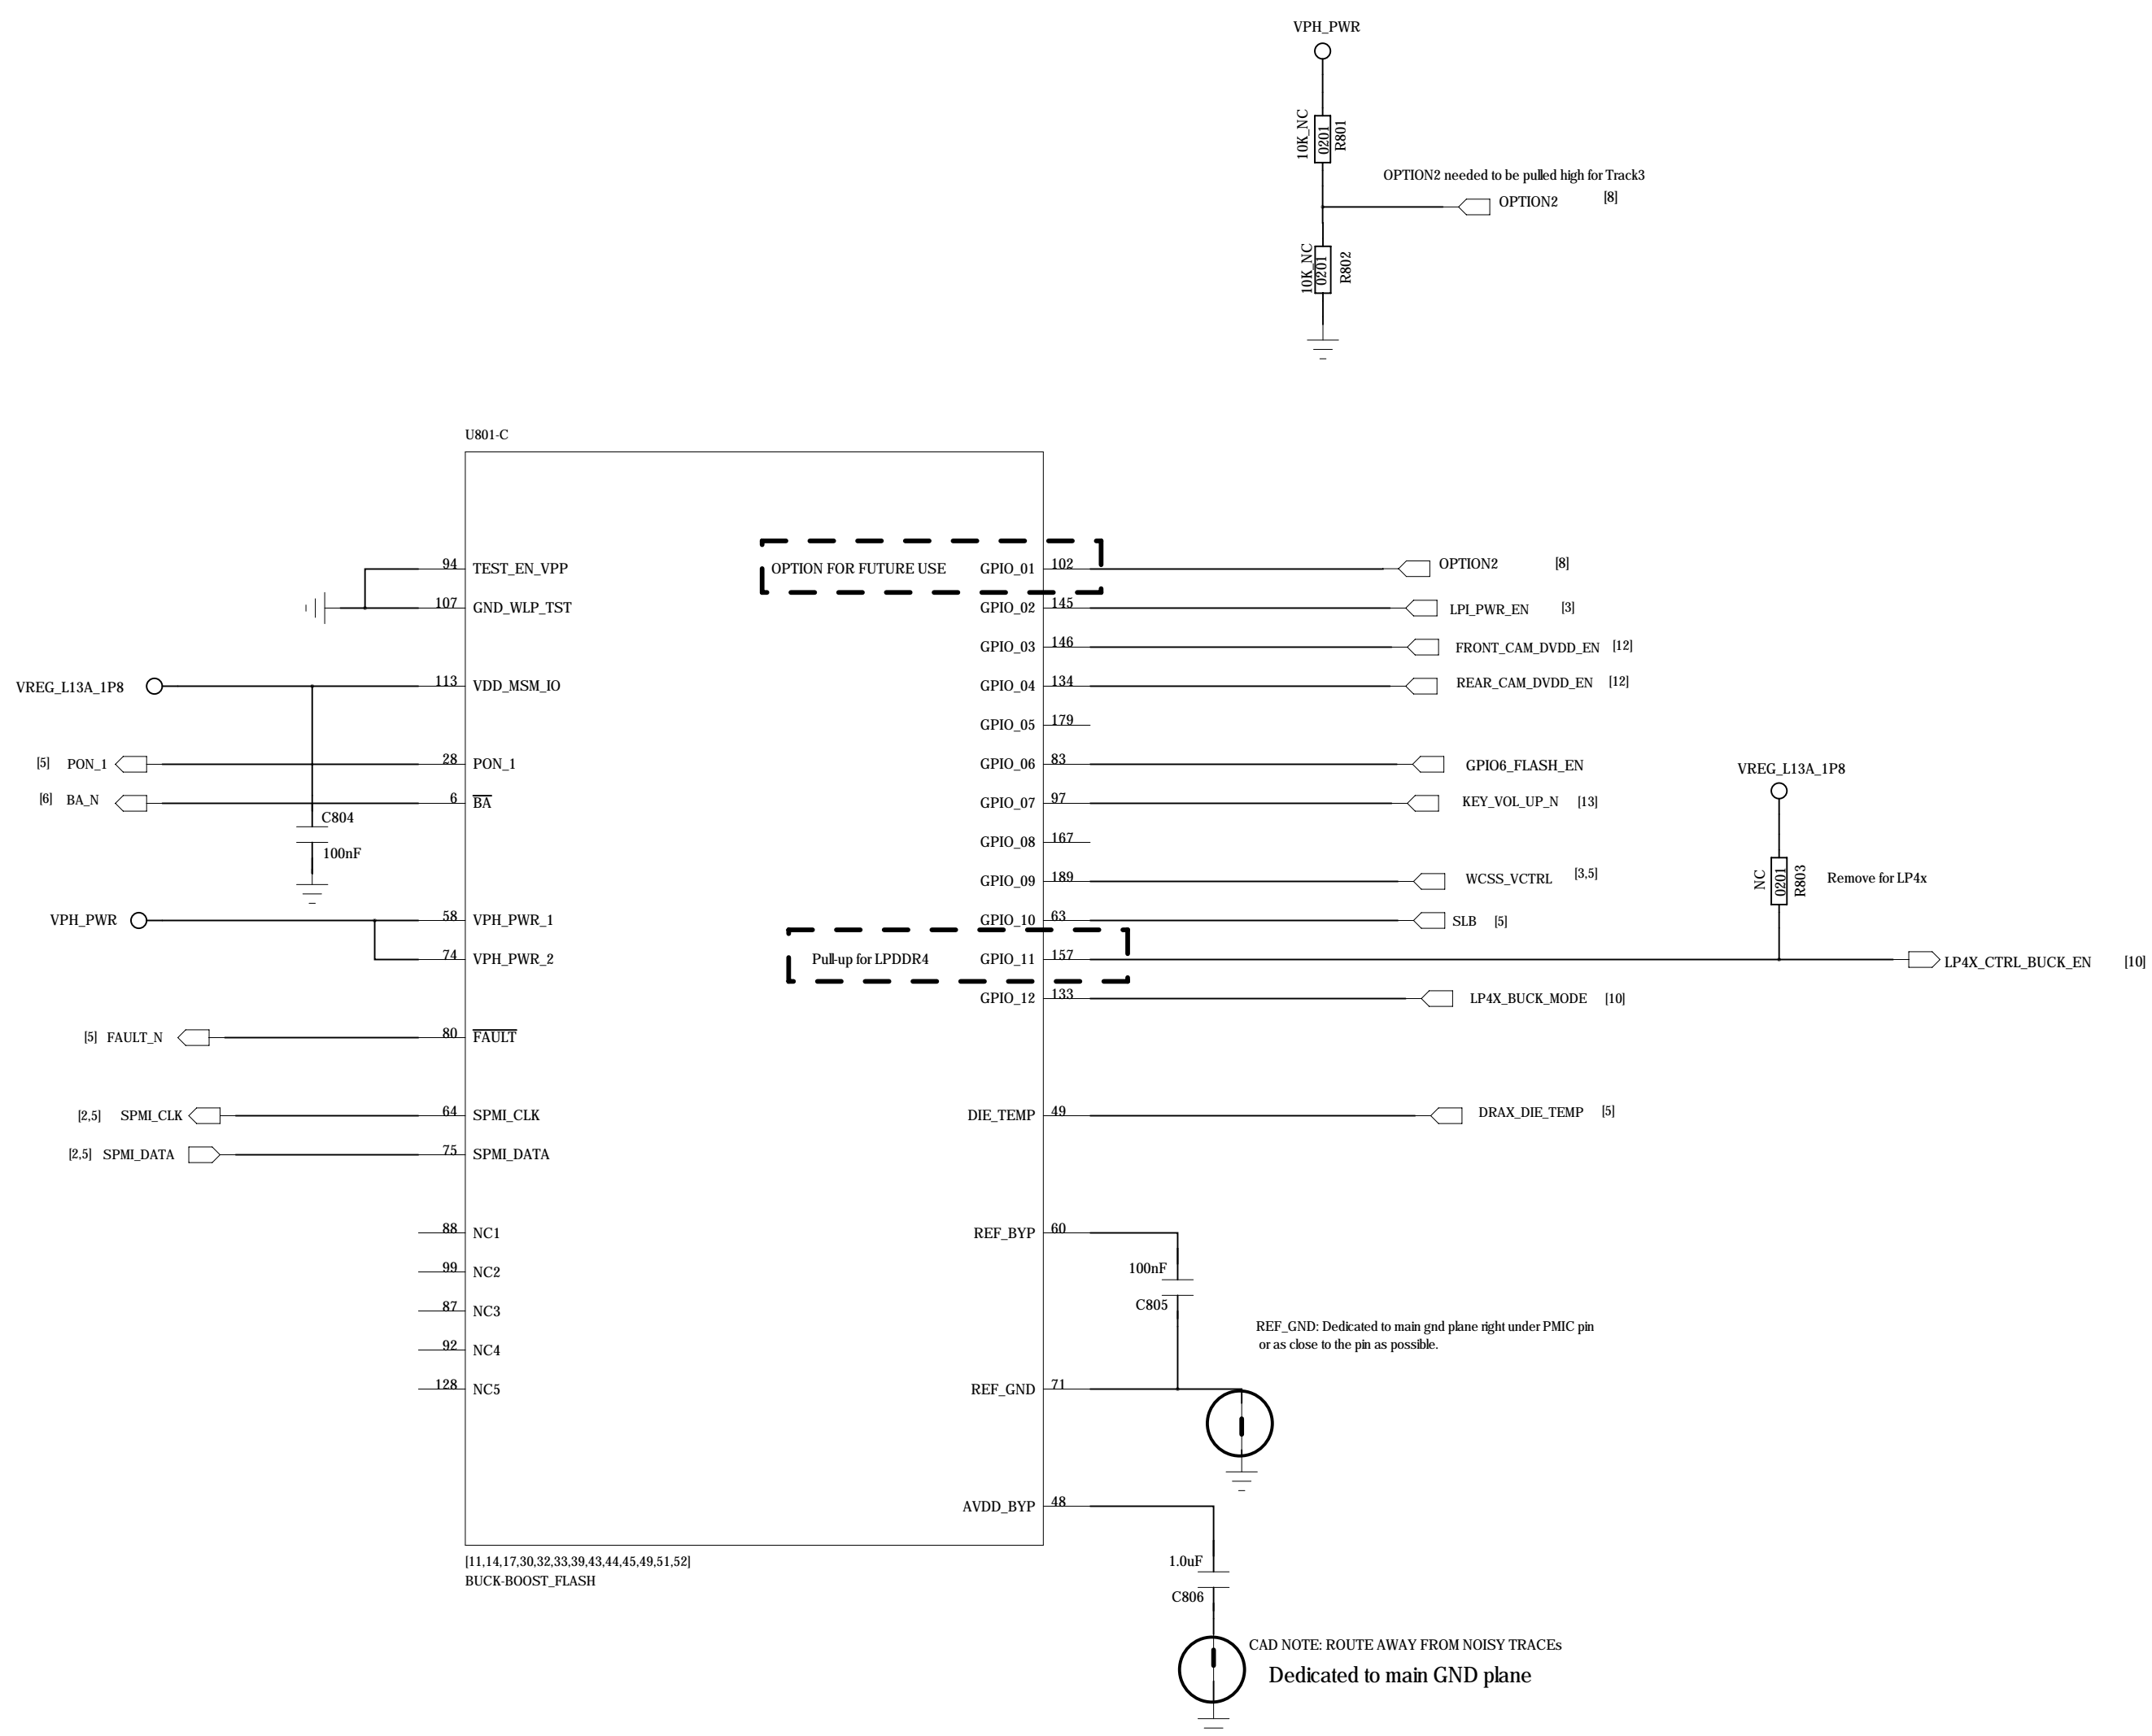 VPH_PWR
10K_NC
0201
R801
OPTION2 needed to be pulled high for Track3
OPTION2 [8]
10K_NC
0201
R802
U801-C
94 TEST_EN_VPP
107 GND_WLP_TST
VREG_L13A_1P8
113 VDD_MSM_IO
[5] PON_1
28 PON_1
[6] BA_N
6 BA
C804
100nF
VPH_PWR
58 VPH_PWR_1
74 VPH_PWR_2
[5] FAULT_N
80 FAULT
[2,5] SPMI_CLK
64 SPMI_CLK
[2,5] SPMI_DATA
75 SPMI_DATA
88 NC1
99 NC2
87 NC3
92 NC4
128 NC5
OPTION FOR FUTURE USE
GPIO_01 102
OPTION2 [8]
GPIO_02 145
LPI_PWR_EN [3]
GPIO_03 146
FRONT_CAM_DVDD_EN [12]
GPIO_04 134
REAR_CAM_DVDD_EN [12]
GPIO_05 179
GPIO_06 83
GPIO6_FLASH_EN
GPIO_07 97
KEY_VOL_UP_N [13]
GPIO_08 167
GPIO_09 189
WCSS_VCTRL [3,5]
GPIO_10 63
SLB [5]
Pull-up for LPDDR4
GPIO_11 157
VREG_L13A_1P8
NC
0201
R803
Remove for LP4x
LP4X_CTRL_BUCK_EN [10]
GPIO_12 133
LP4X_BUCK_MODE [10]
DIE_TEMP 49
DRAX_DIE_TEMP [5]
REF_BYP 60
100nF
C805
REF_GND: Dedicated to main gnd plane right under PMIC pin
or as close to the pin as possible.
REF_GND 71
AVDD_BYP 48
1.0uF
C806
[11,14,17,30,32,33,39,43,44,45,49,51,52]
BUCK-BOOST_FLASH
CAD NOTE: ROUTE AWAY FROM NOISY TRACEs
Dedicated to main GND plane